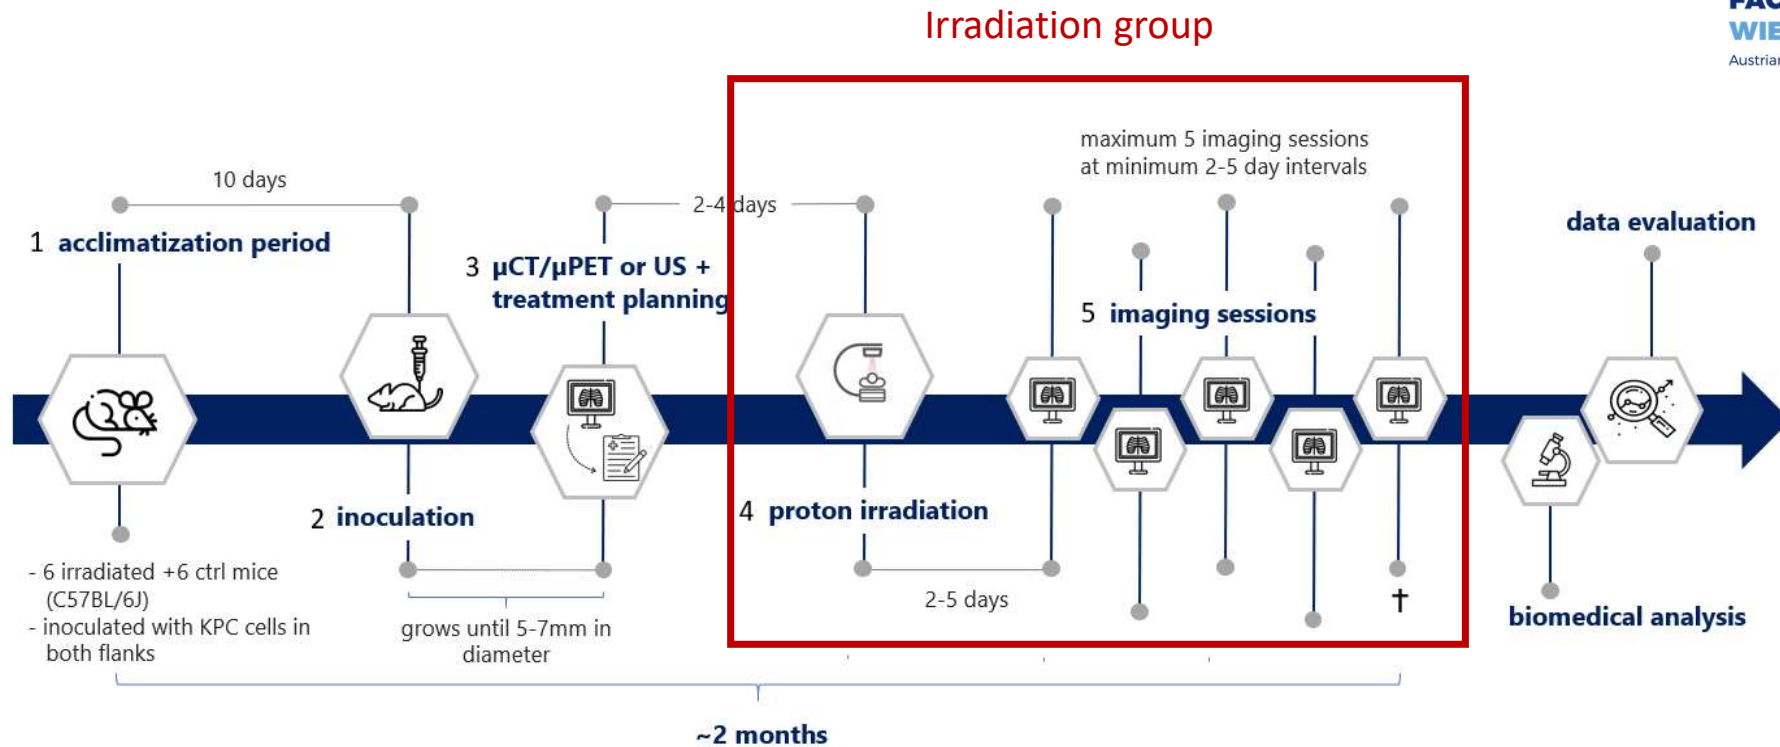 Irradiation group
WIE
Austrian
maximum 5 imaging sessions
at minimum 2-5 day intervals
10 days
2-4 days
1 acclimatization period
data evaluation
3 µCT/µPET or US +
treatment planning
5 imaging sessions
2 inoculation
4 proton irradiation
- 6 irradiated +6 ctrl mice
(C57BL/6J)
- inoculated with KPC cells in
both flanks
grows until 5-7mm in
diameter
2-5 days
†
biomedical analysis
~2 months